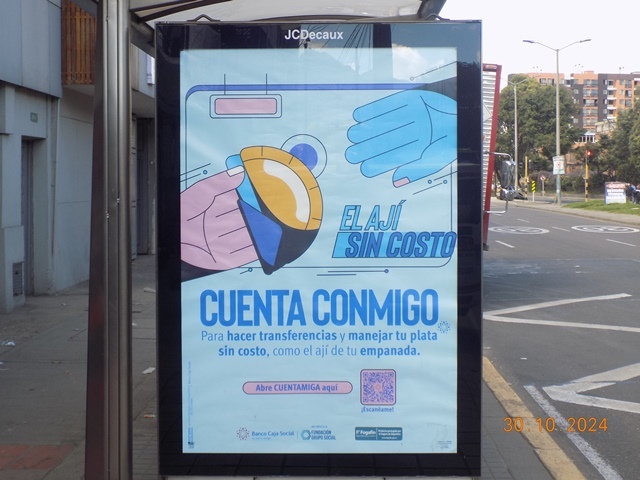 JCDecaux
EL AJÍ
SIN COSTO
CUENTA CONMIGO
Para hacer transferencias y manejar tu plata
sin costo, como el ají de tu empanada.
Abre CUENTAMIGA aquí
¡Escanéame!
Banco Caja Social
FUNDACIÓN
GRUPO SOCIAL
Fogafín
30.10.2024